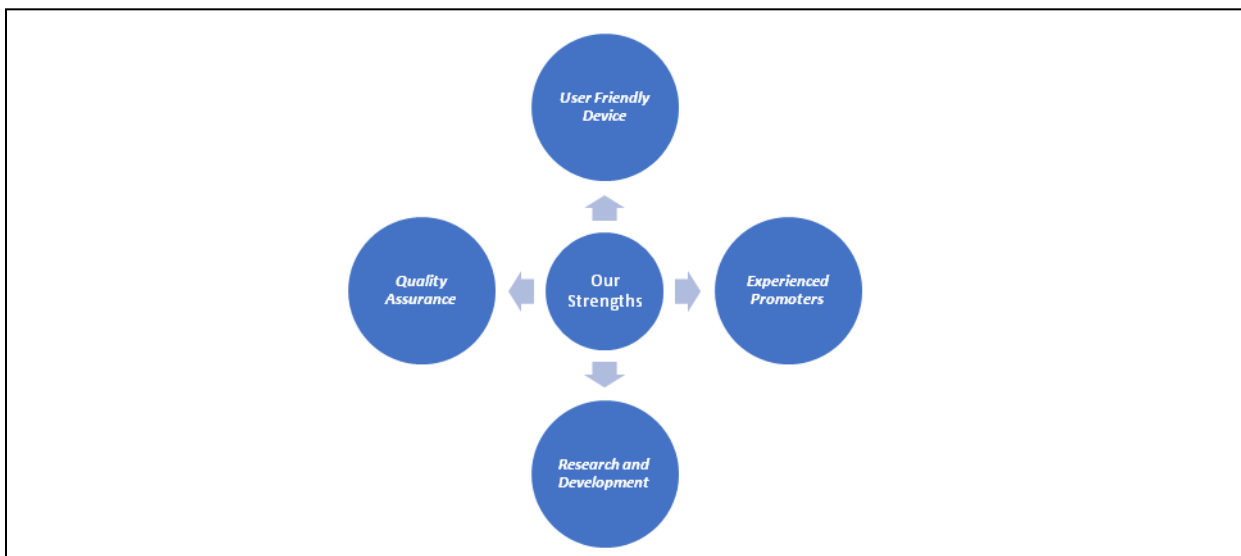 User Friendly
Device
Quality
Assurance
Our
Strengths
Experienced
Promoters
Research and
Development